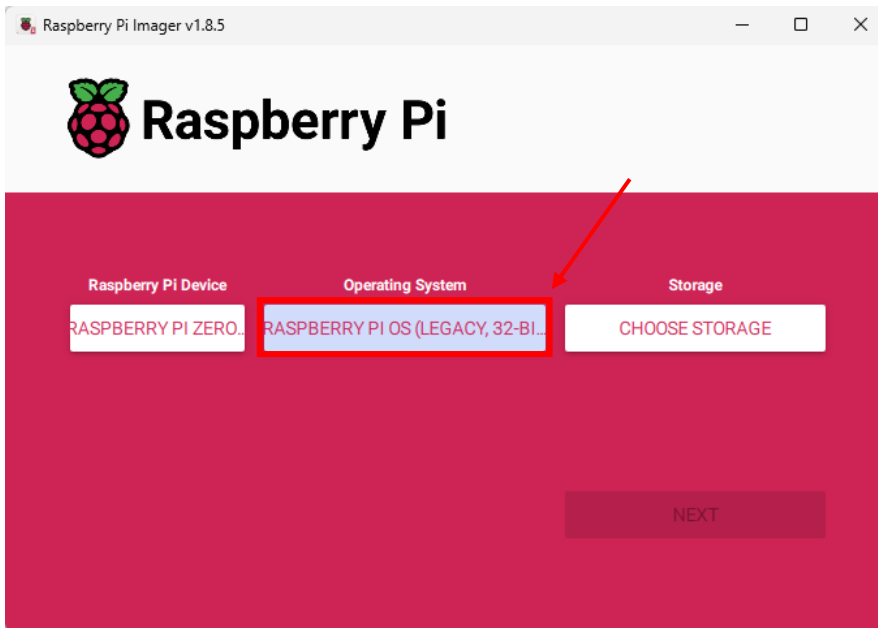 Raspberry Pi Imager v1.8.5
Raspberry Pi
Raspberry Pi Device
Operating System
Storage
RASPBERRY PI ZERO..
RASPBERRY PI OS (LEGACY, 32-BI...
CHOOSE STORAGE
NEXT